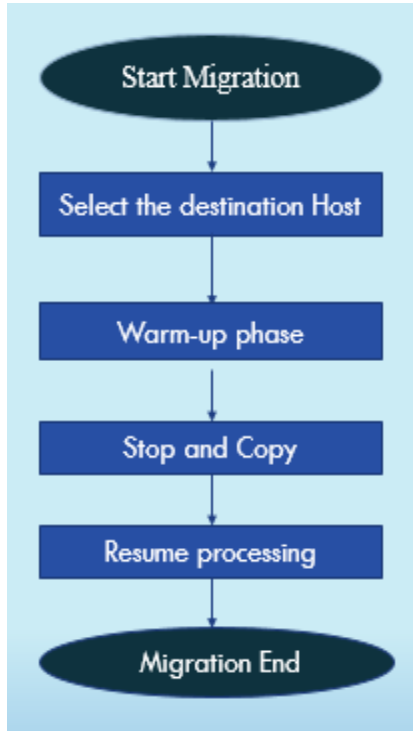 Start Migration
Select the destination Host
Warm-up phase
Stop and Copy
Resume processing
Migration End